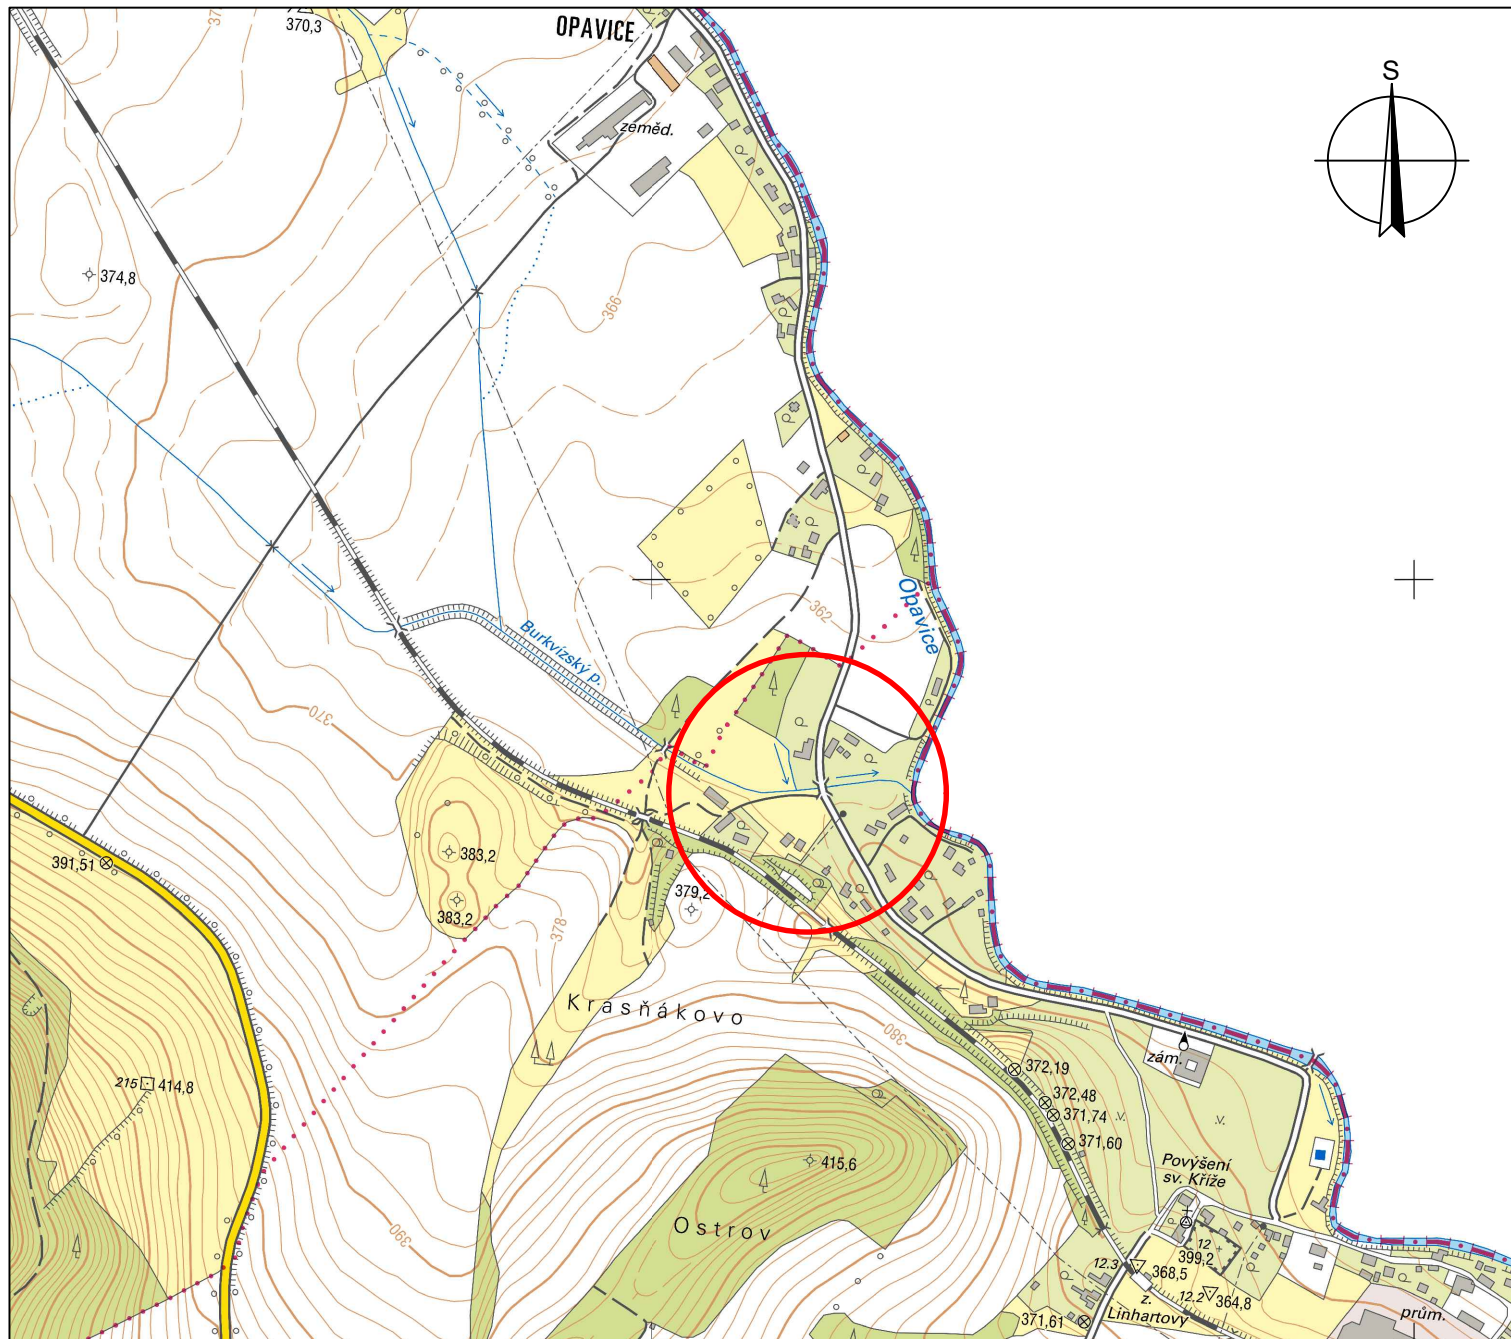 370,3
OPAVICE
S
zeměd.
374,8
366
Opavice
362
Burkvízský p.
370
391,51
383,2
383,2
379,2
378
Krasňákovo
380
372,19
zám.
372,48
371,74
215
414,8
371,60
415,6
Povýšení
sv. Kříže
Ostrov
390
12
399,2
12.3
368,5
12.2
364,8
z.
Linhartovy
371,61
prům.